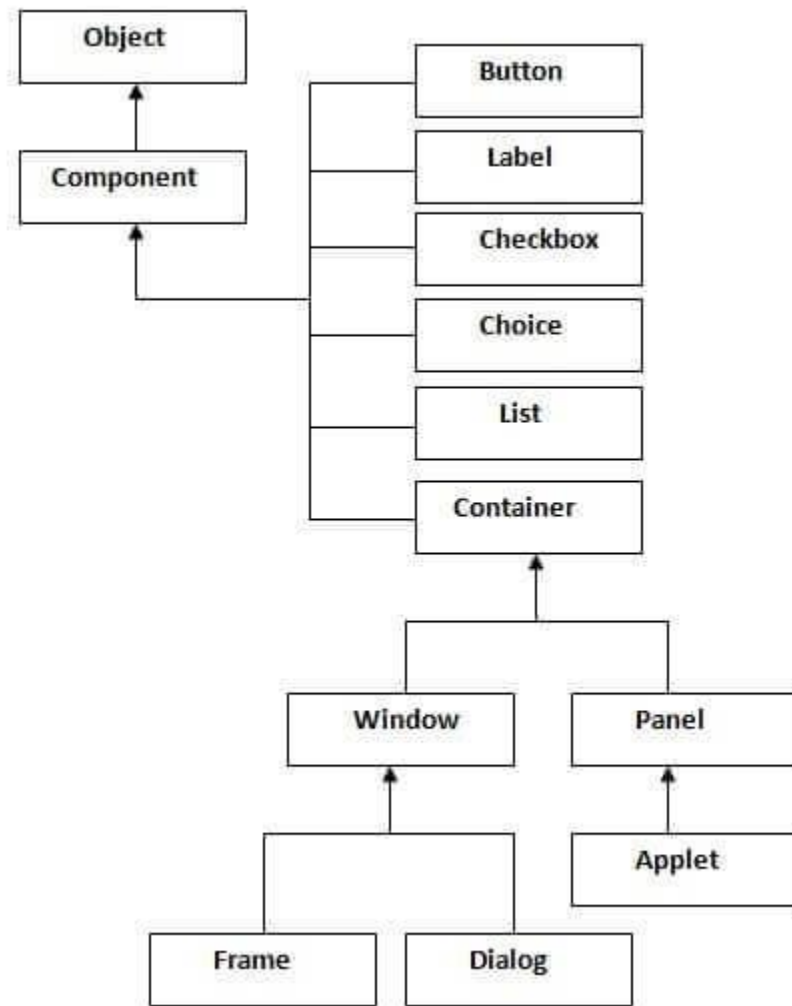 Object
Button
Label
Component
Checkbox
Choice
List
Container
Window
Panel
Applet
Frame
Dialog